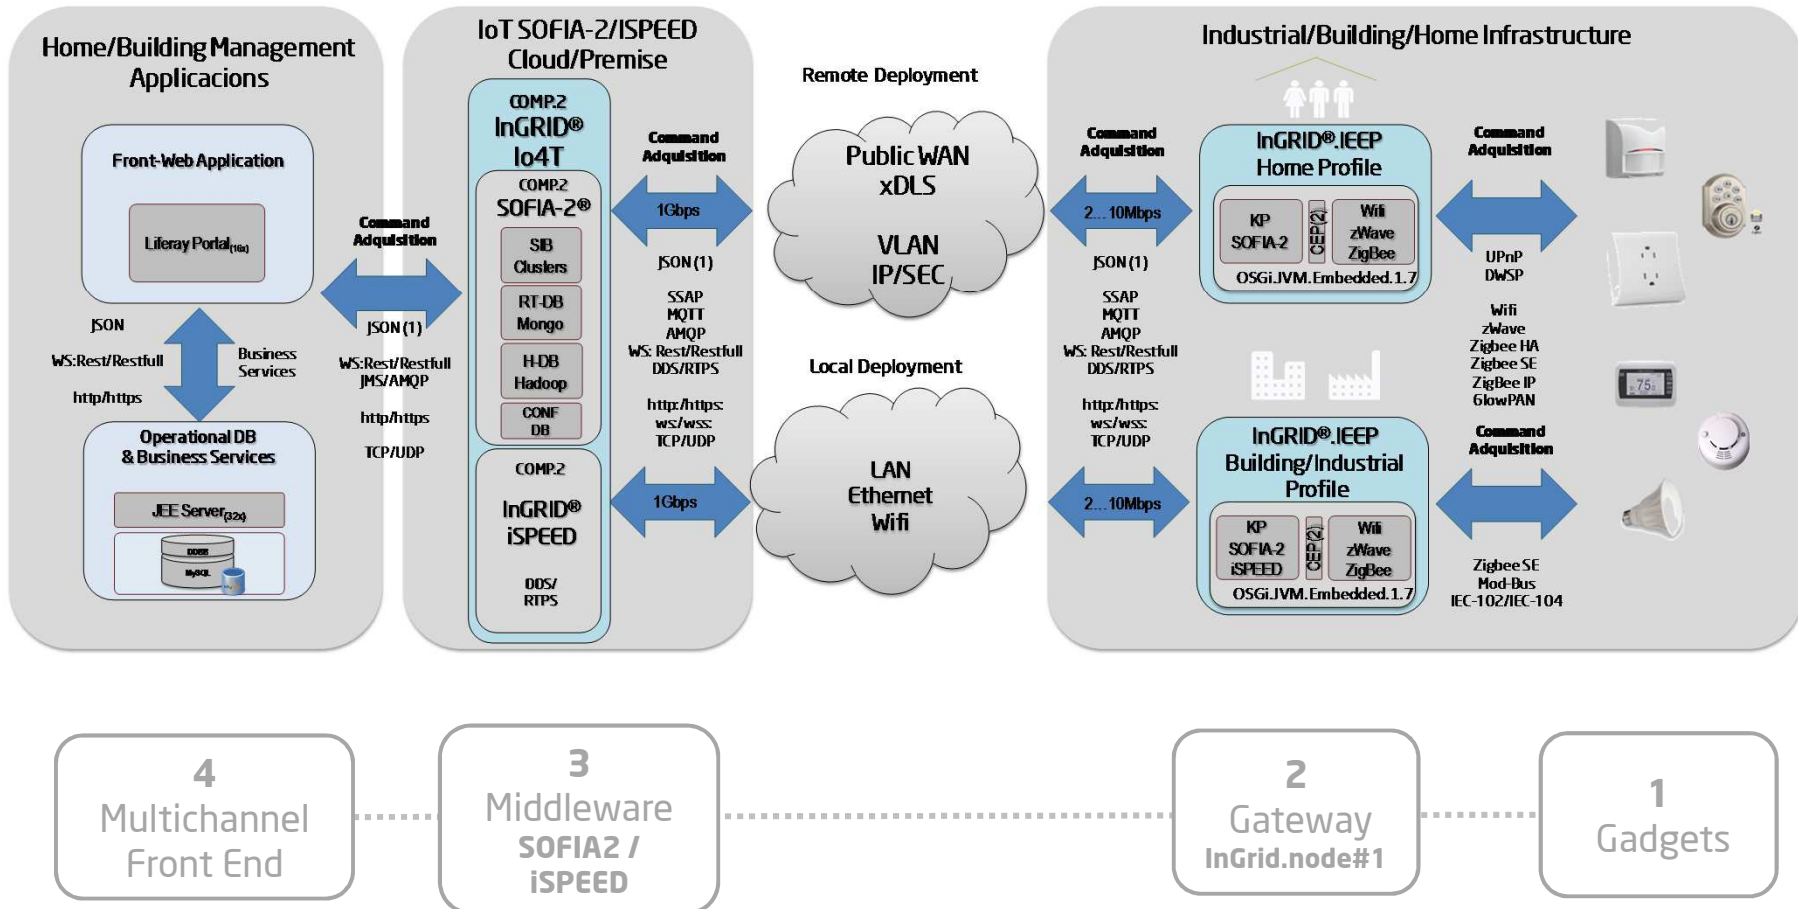 Home/Building Management
Applicacions
Front-Web Application
Liferay Portal(16x)
JSON
WS:Rest/Restfull
http/https
Business
Services
Operational DB
& Business Services
JEE Server(32x)
DDBB
MySQL
Command
Adquisition
JSON (1)
WS:Rest/Restfull
JMS/AMQP
http/https
TCP/UDP
IoT SOFIA-2/ISPEED
Cloud/Premise
COMP.2
InGRID®
Io4T
COMP.2
SOFIA-2®
SIB
Clusters
RT-DB
Mongo
H-DB
Hadoop
CONF
DB
COMP.2
InGRID®
iSPEED
DDS/
RTPS
Command
Adquisition
1Gbps
JSON (1)
SSAP
MQTT
AMQP
WS: Rest/Restfull
DDS/RTPS
http:/https:
ws:/wss:
TCP/UDP
1Gbps
Remote Deployment
Public WAN
xDLS
VLAN
IP/SEC
Local Deployment
LAN
Ethernet
Wifi
Industrial/Building/Home Infrastructure
Command
Adquisition
2... 10Mbps
JSON (1)
SSAP
MQTT
AMQP
WS: Rest/Restfull
DDS/RTPS
http:/https:
ws:/wss:
TCP/UDP
2... 10Mbps
InGRID®.IEEP
Home Profile
KP
SOFIA-2
CEP(2)
Wifi
zWave
ZigBee
OSGi.JVM.Embedded.1.7
InGRID®.IEEP
Building/Industrial
Profile
KP
SOFIA-2
iSPEED
CEP(2)
Wifi
zWave
ZigBee
OSGi.JVM.Embedded.1.7
Command
Adquisition
UPnP
DWSP
Wifi
zWave
Zigbee HA
Zigbee SE
ZigBee IP
6lowPAN
Command
Adquisition
Zigbee SE
Mod-Bus
IEC-102/IEC-104
75
4
Multichannel
Front End
3
Middleware
SOFIA2 /
iSPEED
2
Gateway
InGrid.node#1
1
Gadgets